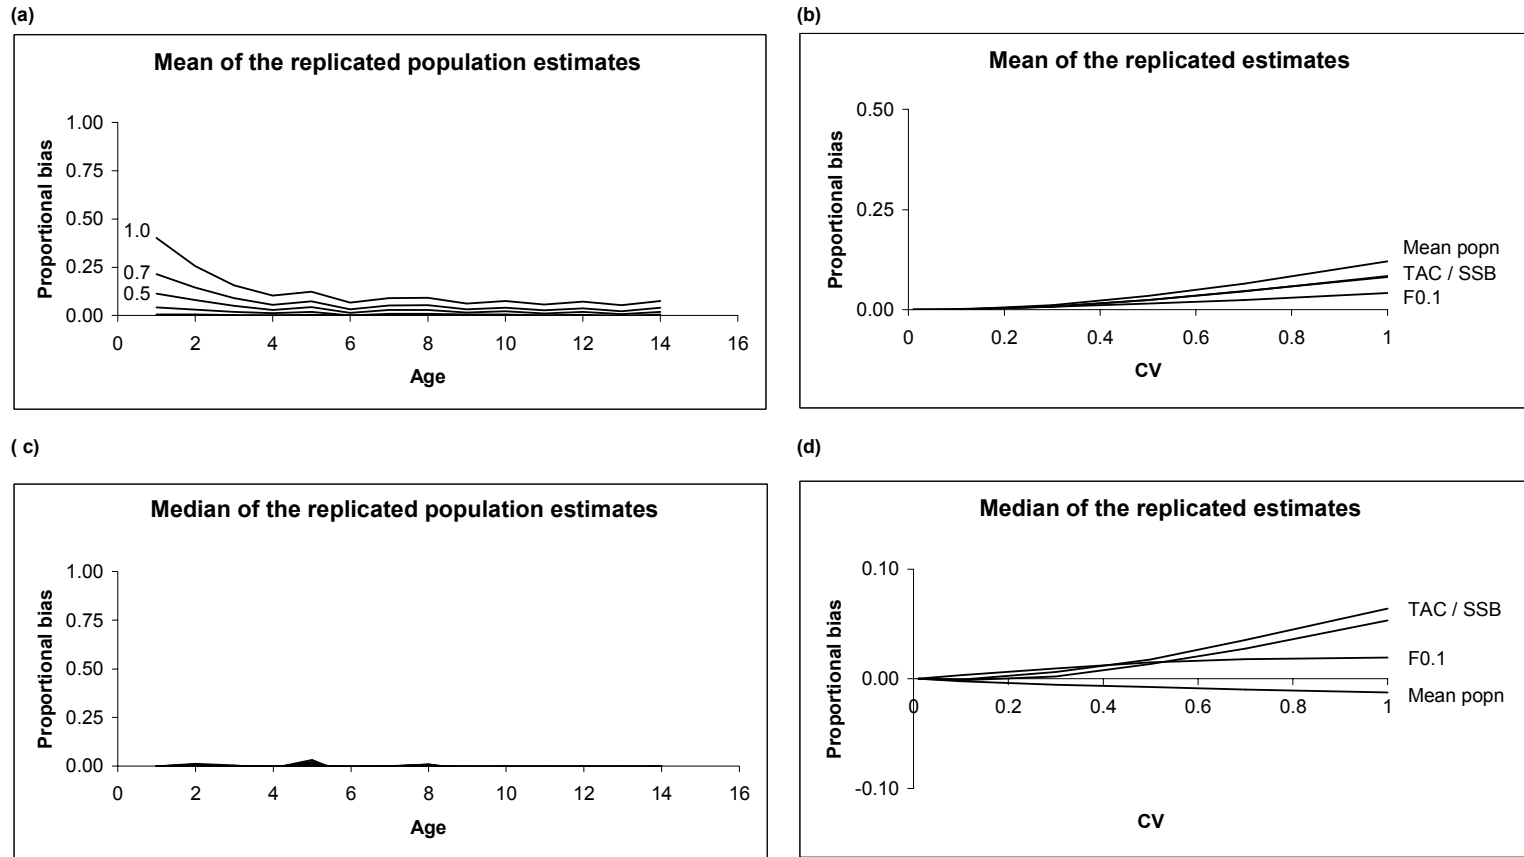 (a)
Mean of the replicated population estimates
Proportional bias
1.00
0.75
0.50
0.25
0.00
1.0
0.7
0.5
0 2 4 6 8 10 12 14 16
Age
(b)
Mean of the replicated estimates
Proportional bias
0.50
0.25
0.00
Mean popn
TAC / SSB
F0.1
0 0.2 0.4 0.6 0.8 1
CV
( c)
Median of the replicated population estimates
Proportional bias
1.00
0.75
0.50
0.25
0.00
0 2 4 6 8 10 12 14 16
Age
(d)
Median of the replicated estimates
Proportional bias
0.10
0.00
-0.10
TAC / SSB
F0.1
Mean popn
0 0.2 0.4 0.6 0.8 1
CV